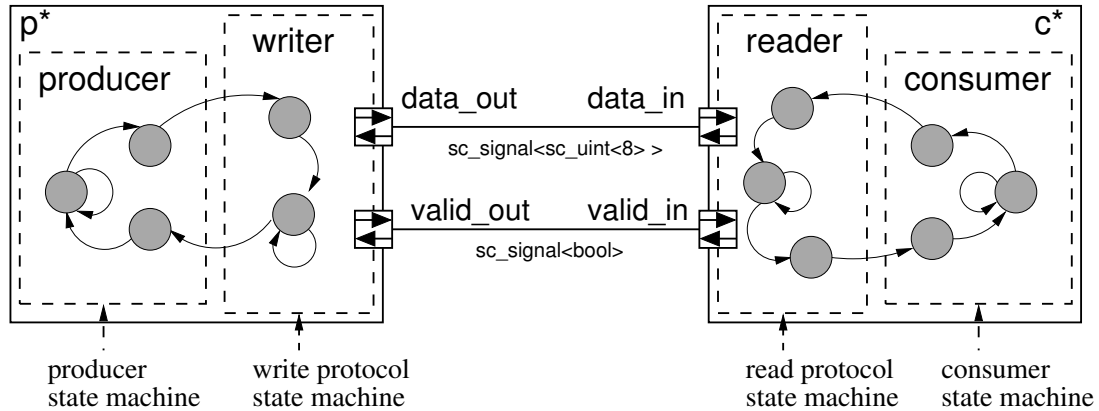 p*
writer
producer
reader
c*
consumer
data_out
data_in
sc_signal<sc_uint<8> >
valid_out
valid_in
sc_signal<bool>
producer
state machine
write protocol
state machine
read protocol
state machine
consumer
state machine